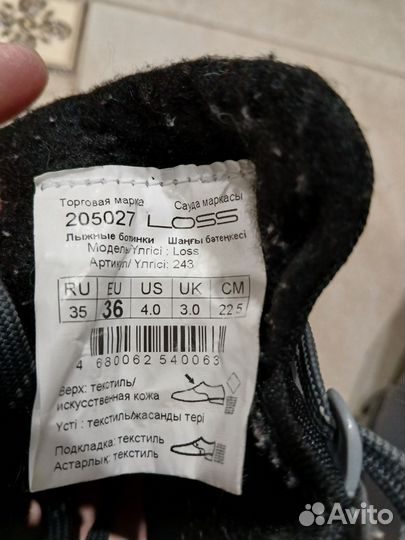 Торговая марка Сауда маркасы
205027 LOSS
Лыжные ботинки Шаңғы бәтеңкесі
Модель/Үлгісі : Loss
Артикул/ Үлгісі : 243
RU EU US UK CM
35 36 4.0 3.0 22.5
4 680062 540063
Верх: текстиль/
искусственная кожа
Үсті : текстиль/жасанды тері
Подкладка: текстиль
Астарлық: текстиль
Avito